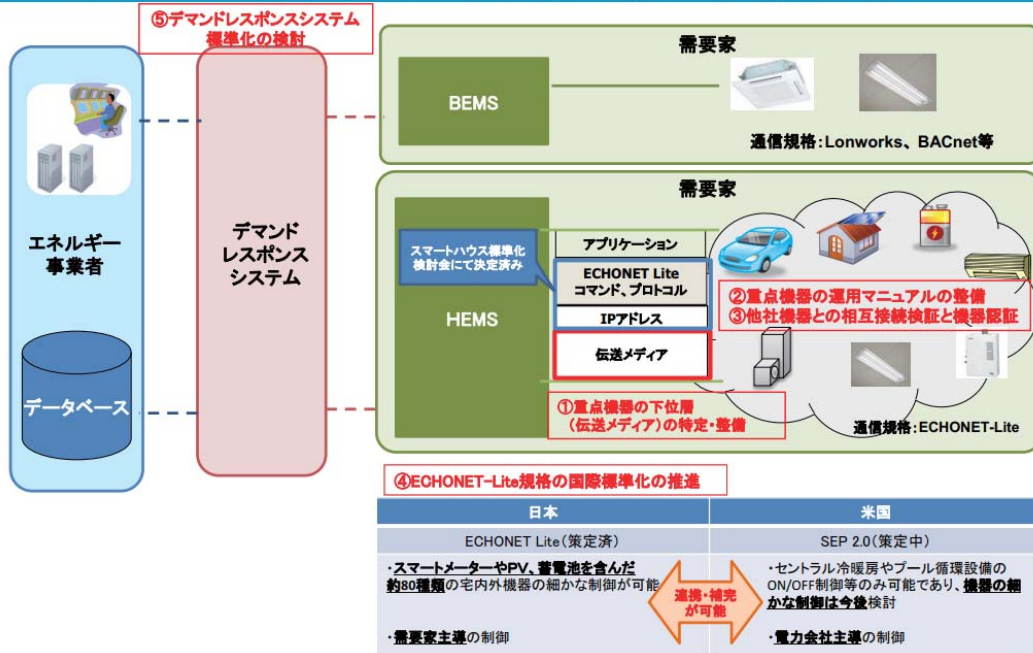 ⑤デマンドレスポンスシステム
標準化の検討
エネルギー
事業者
データベース
デマンド
レスポンス
システム
需要家
BEMS
通信規格:Lonworks、BACnet等
需要家
HEMS
スマートハウス標準化
検討会にて決定済み
アプリケーション
ECHONET Lite
コマンド、プロトコル
IPアドレス
伝送メディア
②重点機器の運用マニュアルの整備
③他社機器との相互接続検証と機器認証
①重点機器の下位層
(伝送メディア)の特定・整備
通信規格:ECHONET-Lite
④ECHONET-Lite規格の国際標準化の推進
日本
米国
ECHONET Lite(策定済)
SEP 2.0(策定中)
・スマートメーターやPV、蓄電池を含んだ
約80種類の宅内外機器の細かな制御が可能
・需要家主導の制御
連携・補完
が可能
・セントラル冷暖房やプール循環設備の
ON/OFF制御等のみ可能であり、機器の細
かな制御は今後検討
・電力会社主導の制御